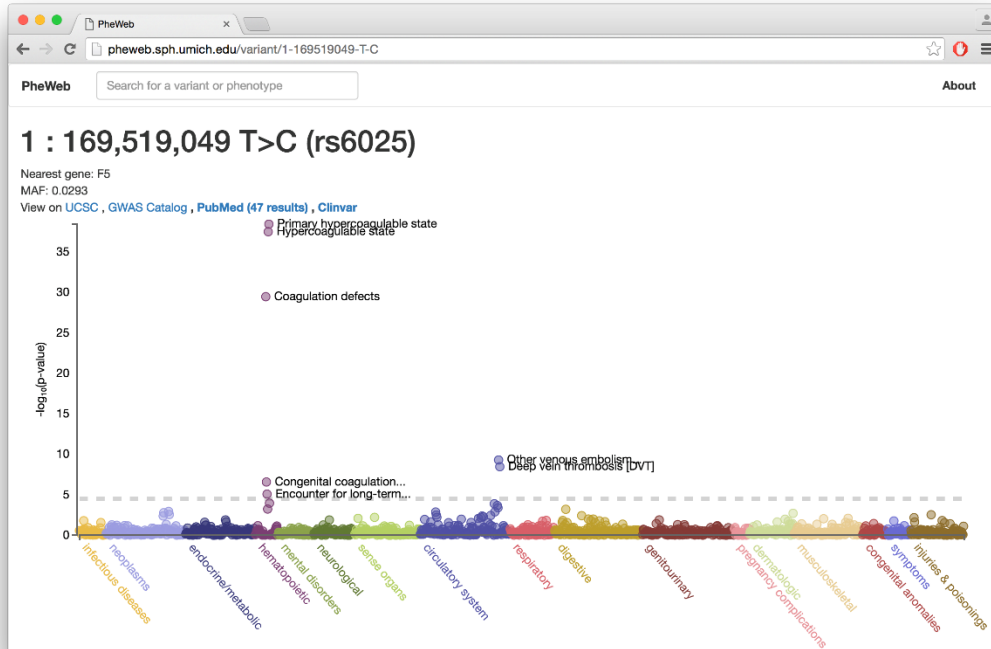 PheWeb
pheweb.sph.umich.edu/variant/1-169519049-T-C
PheWeb
Search for a variant or phenotype
About
1 : 169,519,049 T>C (rs6025)
Nearest gene: F5
MAF: 0.0293
View on UCSC , GWAS Catalog , PubMed (47 results) , Clinvar
Primary hypercoagulable state
Hypercoagulable state
35
30
Coagulation defects
25
20
-log₁₀(p-value)
15
10
Other venous embolism...
Deep vein thrombosis [DVT]
Congenital coagulation...
Encounter for long-term...
5
0
infectious diseases
neoplasms
endocrine/metabolic
hematopoietic
mental disorders
neurological
sense organs
circulatory system
respiratory
digestive
genitourinary
pregnancy complications
dermatologic
musculoskeletal
congenital anomalies
symptoms
injuries & poisonings